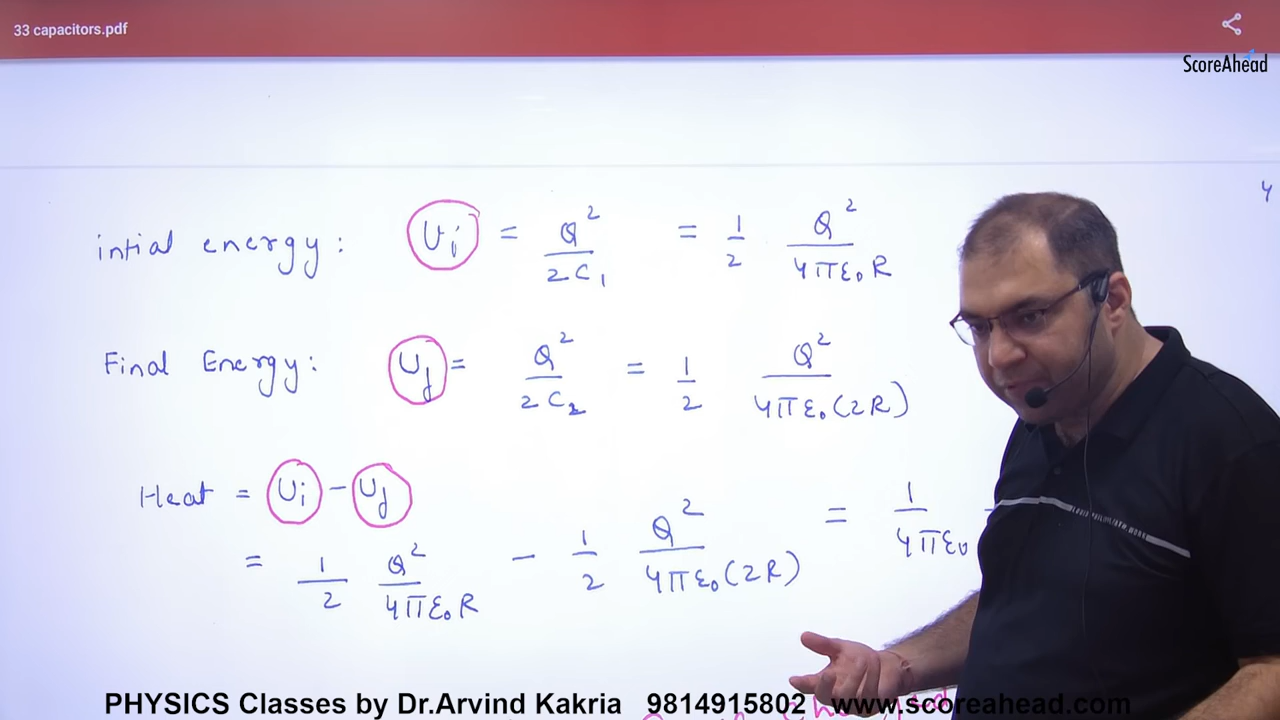 33 capacitors.pdf
ScoreAhead
4
intial energy: Ui = Q²/2C₁ = 1/2 Q²/4πε₀R
Final Energy: Uf = Q²/2C₂ = 1/2 Q²/4πε₀(2R)
Heat = Ui - Uf
= 1/2 Q²/4πε₀R - 1/2 Q²/4πε₀(2R) = 1/4πε₀
PHYSICS Classes by Dr.Arvind Kakria 9814915802 www.scoreahead.com